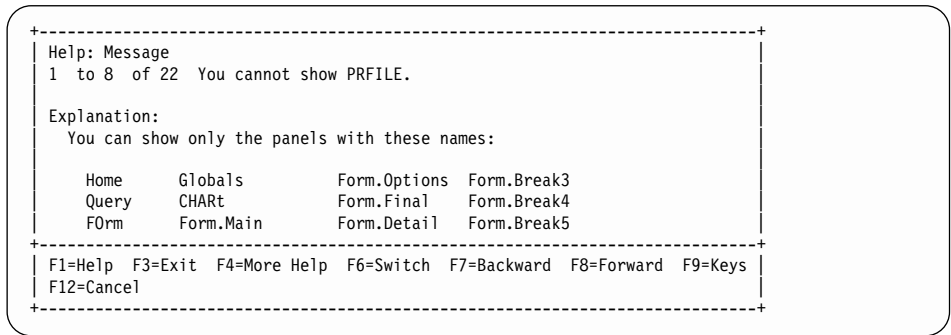 +-----------------------------------------------------------------------------+
| Help: Message |
| 1 to 8 of 22 You cannot show PRFILE. |
| |
| Explanation: |
| You can show only the panels with these names: |
| |
| Home Globals Form.Options Form.Break3 |
| Query CHARt Form.Final Form.Break4 |
| FOrm Form.Main Form.Detail Form.Break5 |
+-----------------------------------------------------------------------------+
| F1=Help F3=Exit F4=More Help F6=Switch F7=Backward F8=Forward F9=Keys |
| F12=Cancel |
+-----------------------------------------------------------------------------+